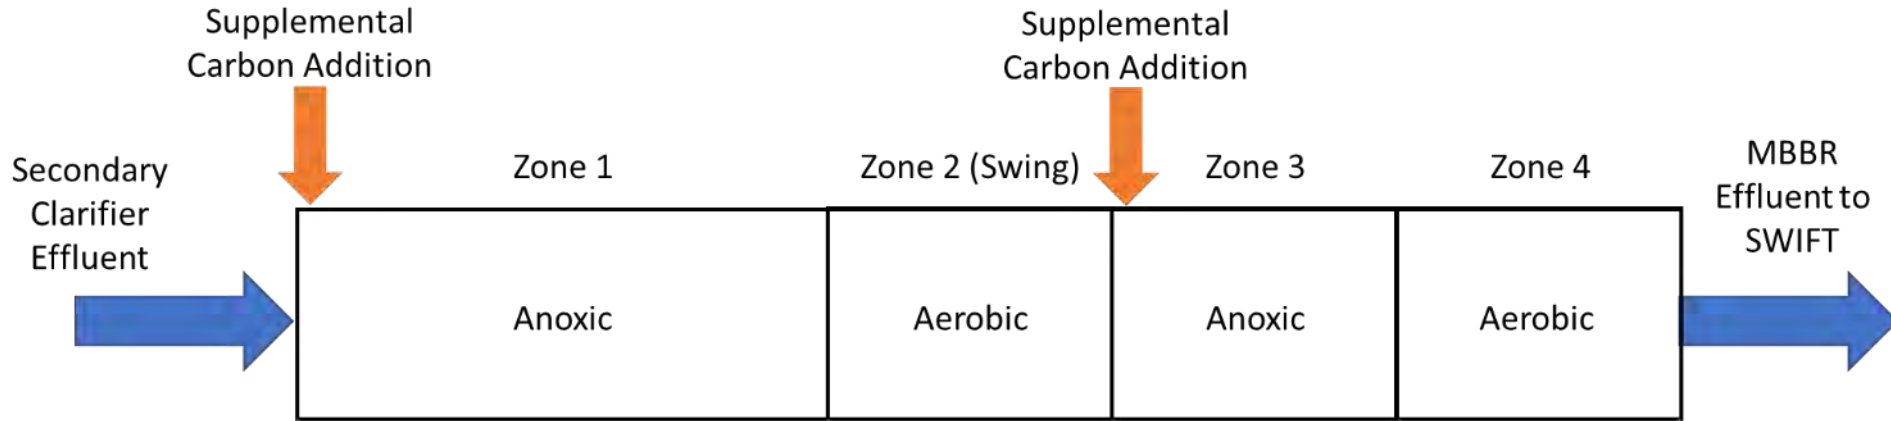 Supplemental
Carbon Addition
Supplemental
Carbon Addition
Secondary
Clarifier
Effluent
Zone 1
Zone 2 (Swing)
Zone 3
Zone 4
MBBR
Effluent to
SWIFT
Anoxic
Aerobic
Anoxic
Aerobic